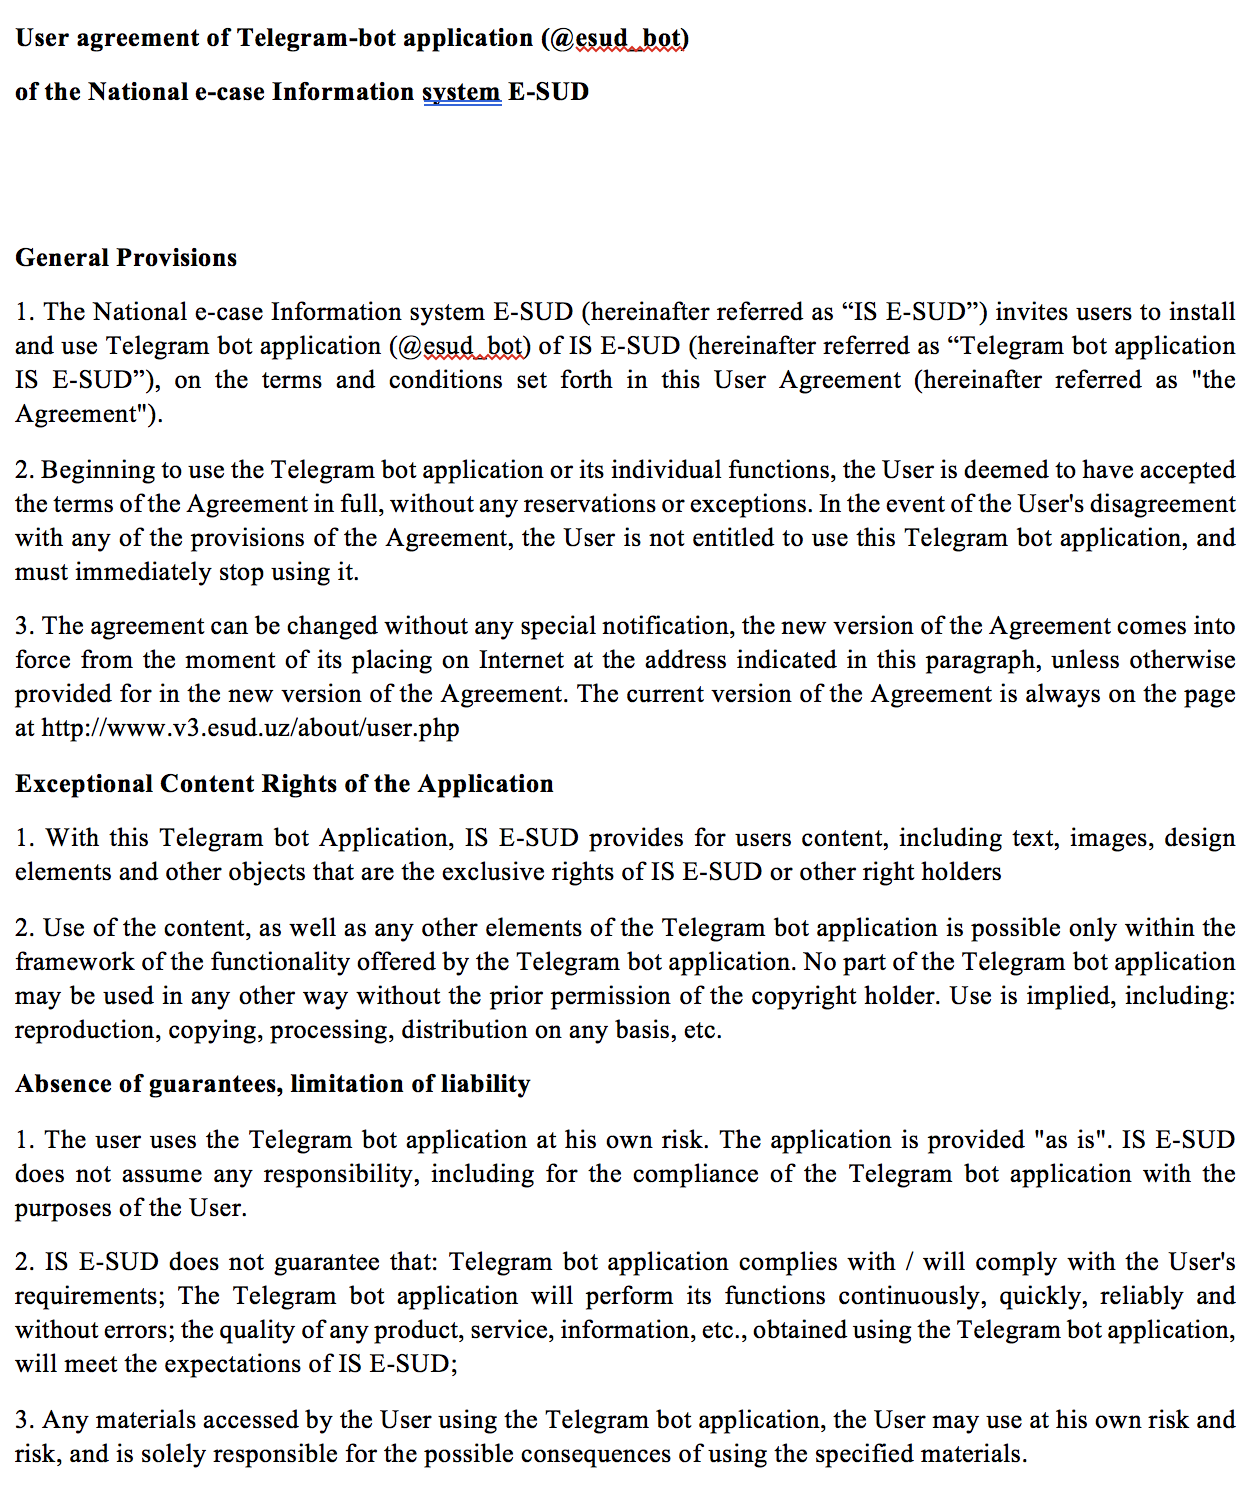 User agreement of Telegram-bot application (@esud_bot)
of the National e-case Information system E-SUD
General Provisions
1. The National e-case Information system E-SUD (hereinafter referred as “IS E-SUD”) invites users to install
and use Telegram bot application (@esud_bot) of IS E-SUD (hereinafter referred as “Telegram bot application
IS E-SUD”), on the terms and conditions set forth in this User Agreement (hereinafter referred as "the
Agreement").
2. Beginning to use the Telegram bot application or its individual functions, the User is deemed to have accepted
the terms of the Agreement in full, without any reservations or exceptions. In the event of the User's disagreement
with any of the provisions of the Agreement, the User is not entitled to use this Telegram bot application, and
must immediately stop using it.
3. The agreement can be changed without any special notification, the new version of the Agreement comes into
force from the moment of its placing on Internet at the address indicated in this paragraph, unless otherwise
provided for in the new version of the Agreement. The current version of the Agreement is always on the page
at http://www.v3.esud.uz/about/user.php
Exceptional Content Rights of the Application
1. With this Telegram bot Application, IS E-SUD provides for users content, including text, images, design
elements and other objects that are the exclusive rights of IS E-SUD or other right holders
2. Use of the content, as well as any other elements of the Telegram bot application is possible only within the
framework of the functionality offered by the Telegram bot application. No part of the Telegram bot application
may be used in any other way without the prior permission of the copyright holder. Use is implied, including:
reproduction, copying, processing, distribution on any basis, etc.
Absence of guarantees, limitation of liability
1. The user uses the Telegram bot application at his own risk. The application is provided "as is". IS E-SUD
does not assume any responsibility, including for the compliance of the Telegram bot application with the
purposes of the User.
2. IS E-SUD does not guarantee that: Telegram bot application complies with / will comply with the User's
requirements; The Telegram bot application will perform its functions continuously, quickly, reliably and
without errors; the quality of any product, service, information, etc., obtained using the Telegram bot application,
will meet the expectations of IS E-SUD;
3. Any materials accessed by the User using the Telegram bot application, the User may use at his own risk and
risk, and is solely responsible for the possible consequences of using the specified materials.